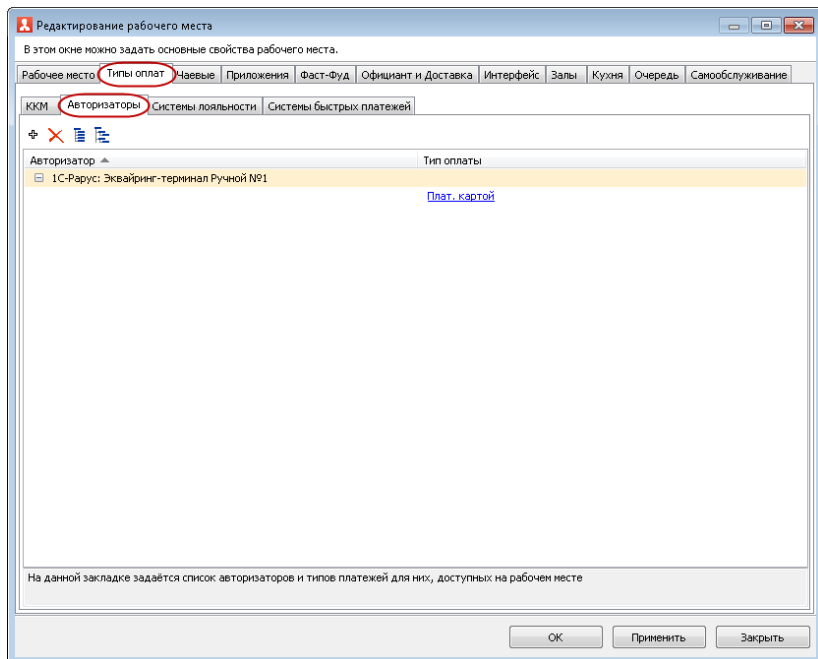 Редактирование рабочего места
В этом окне можно задать основные свойства рабочего места.
Рабочее место Типы оплат Чаевые Приложения Фаст-Фуд Официант и Доставка Интерфейс Залы Кухня Очередь Самообслуживание
ККМ Авторизаторы Системы лояльности Системы быстрых платежей
Авторизатор Тип оплаты
1С-Рарус: Эквайринг-терминал Ручной №1
Плат. картой
На данной закладке задаётся список авторизаторов и типов платежей для них, доступных на рабочем месте
ОК Применить Закрыть